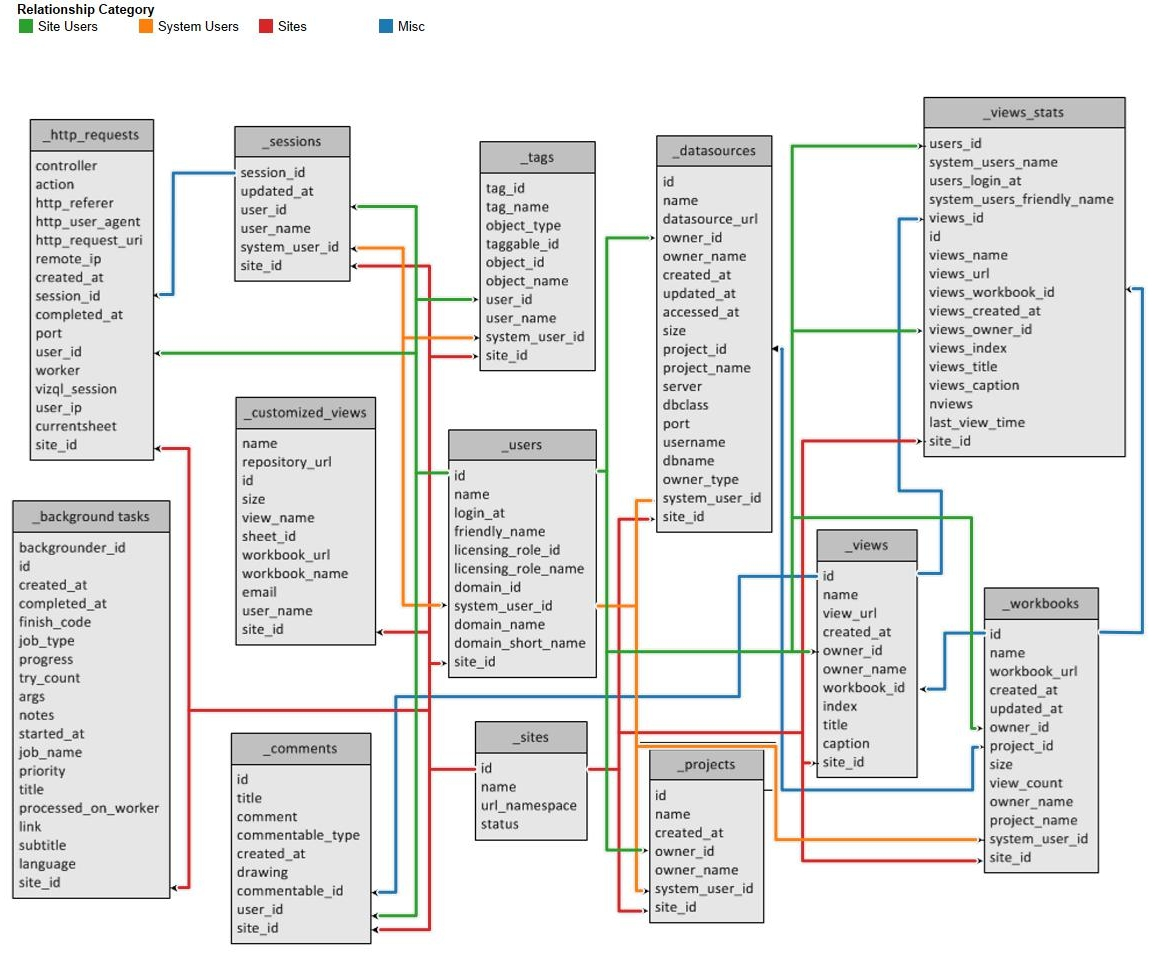 Relationship Category
Site Users
System Users
Sites
Misc
_http_requests
controller
action
http_referer
http_user_agent
http_request_uri
remote_ip
created_at
session_id
completed_at
port
user_id
worker
vizql_session
user_ip
currentsheet
site_id
_sessions
session_id
updated_at
user_id
user_name
system_user_id
site_id
_tags
tag_id
tag_name
object_type
taggable_id
object_id
object_name
user_id
user_name
system_user_id
site_id
_datasources
id
name
datasource_url
owner_id
owner_name
created_at
updated_at
accessed_at
size
project_id
project_name
server
dbclass
port
username
dbname
owner_type
system_user_id
site_id
_views_stats
users_id
system_users_name
users_login_at
system_users_friendly_name
views_id
id
views_name
views_url
views_workbook_id
views_created_at
views_owner_id
views_index
views_title
views_caption
nviews
last_view_time
site_id
_customized_views
name
repository_url
id
size
view_name
sheet_id
workbook_url
workbook_name
email
user_name
site_id
_users
id
name
login_at
friendly_name
licensing_role_id
licensing_role_name
domain_id
system_user_id
domain_name
domain_short_name
site_id
_background tasks
backgrounder_id
id
created_at
completed_at
finish_code
job_type
progress
try_count
args
notes
started_at
job_name
priority
title
processed_on_worker
link
subtitle
language
site_id
_views
id
name
view_url
created_at
owner_id
owner_name
workbook_id
index
title
caption
site_id
_workbooks
id
name
workbook_url
created_at
updated_at
owner_id
project_id
size
view_count
owner_name
project_name
system_user_id
site_id
_comments
id
title
comment
commentable_type
created_at
drawing
commentable_id
user_id
site_id
_sites
id
name
url_namespace
status
_projects
id
name
created_at
owner_id
owner_name
system_user_id
site_id